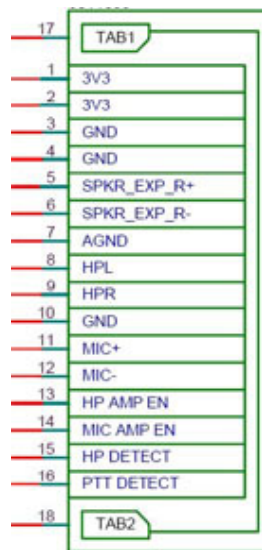 17 TAB1
1 3V3
2 3V3
3 GND
4 GND
5 SPKR_EXP_R+
6 SPKR_EXP_R-
7 AGND
8 HPL
9 HPR
10 GND
11 MIC+
12 MIC-
13 HP AMP EN
14 MIC AMP EN
15 HP DETECT
16 PTT DETECT
18 TAB2